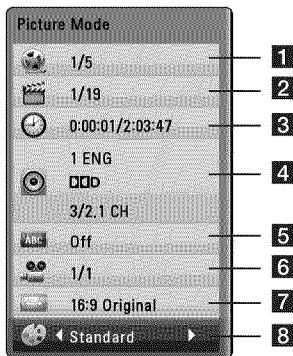 Picture Mode
1/5 1
1/19 2
0:00:01/2:03:47 3
1 ENG
DD D 4
3/2.1 CH
ABC Off 5
1/1 6
16:9 Original 7
Standard 8